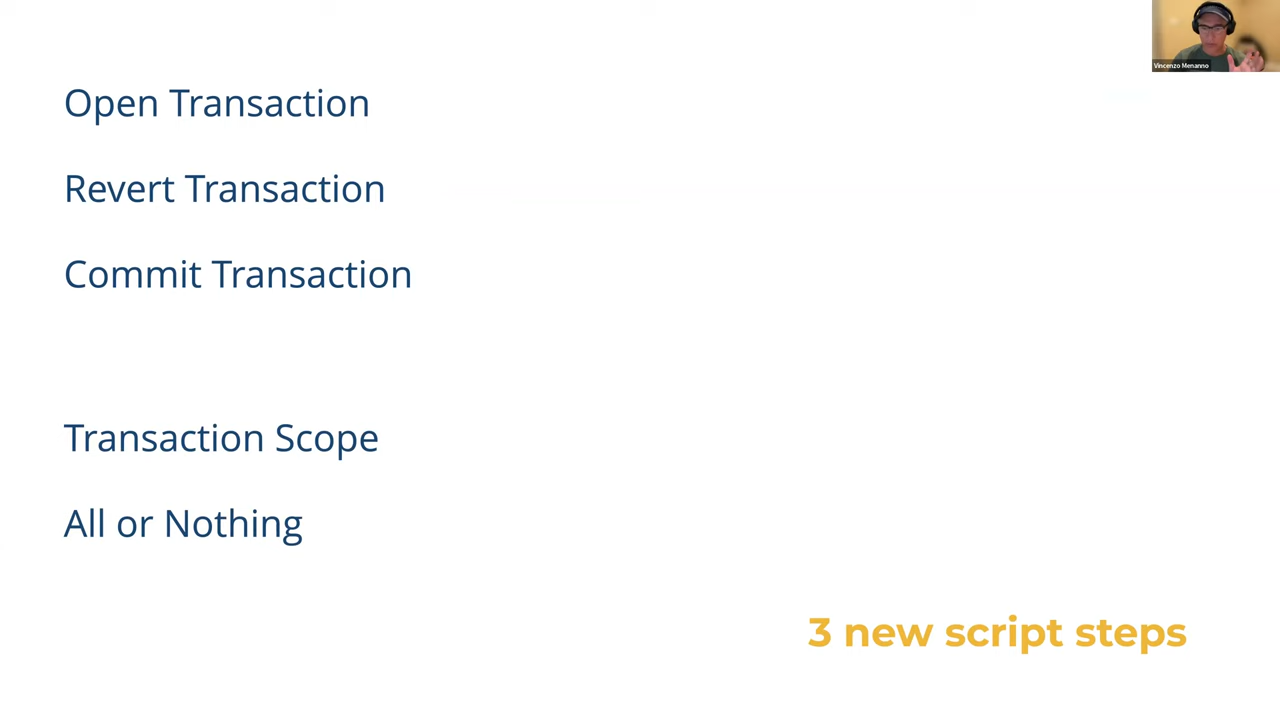 Vincenzo Menanno
Open Transaction
Revert Transaction
Commit Transaction
Transaction Scope
All or Nothing
3 new script steps